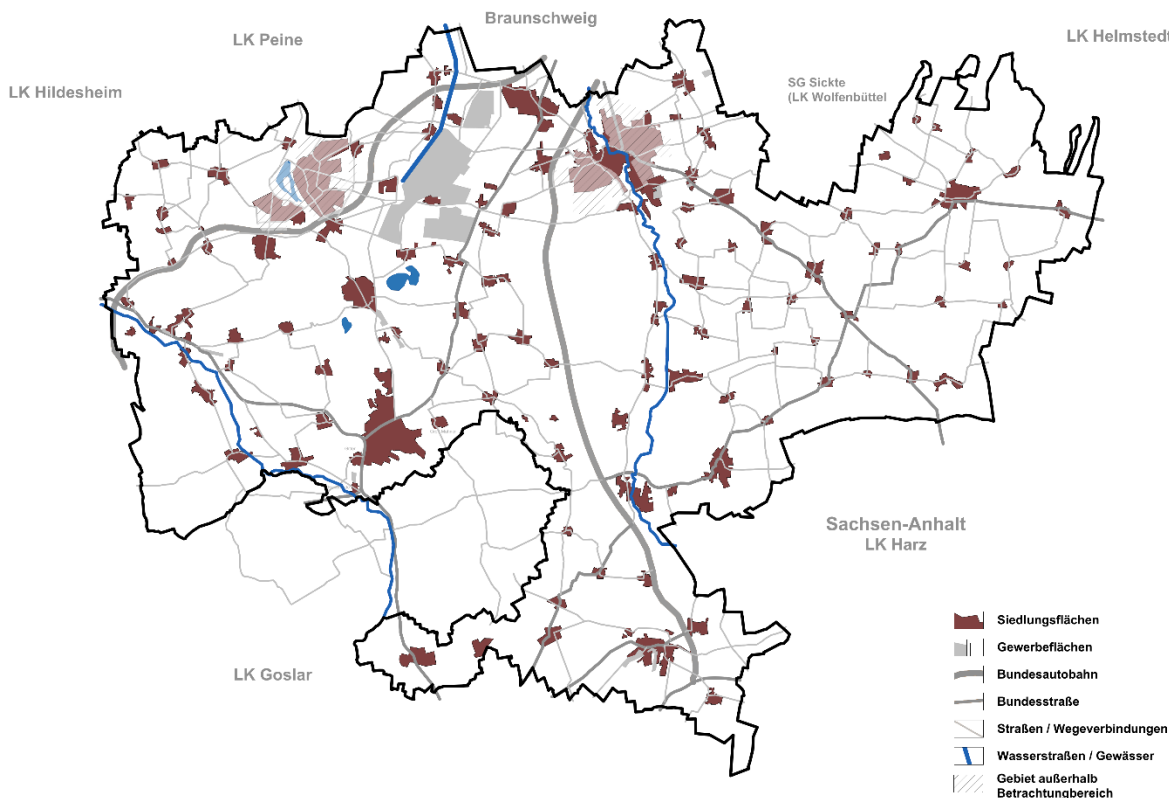 Braunschweig
LK Peine
LK Helmstedt
LK Hildesheim
SG Sickte
(LK Wolfenbüttel
Sachsen-Anhalt
LK Harz
LK Goslar
Siedlungsflächen
Gewerbeflächen
Bundesautobahn
Bundesstraße
Straßen / Wegeverbindungen
Wasserstraßen / Gewässer
Gebiet außerhalb
Betrachtungbereich